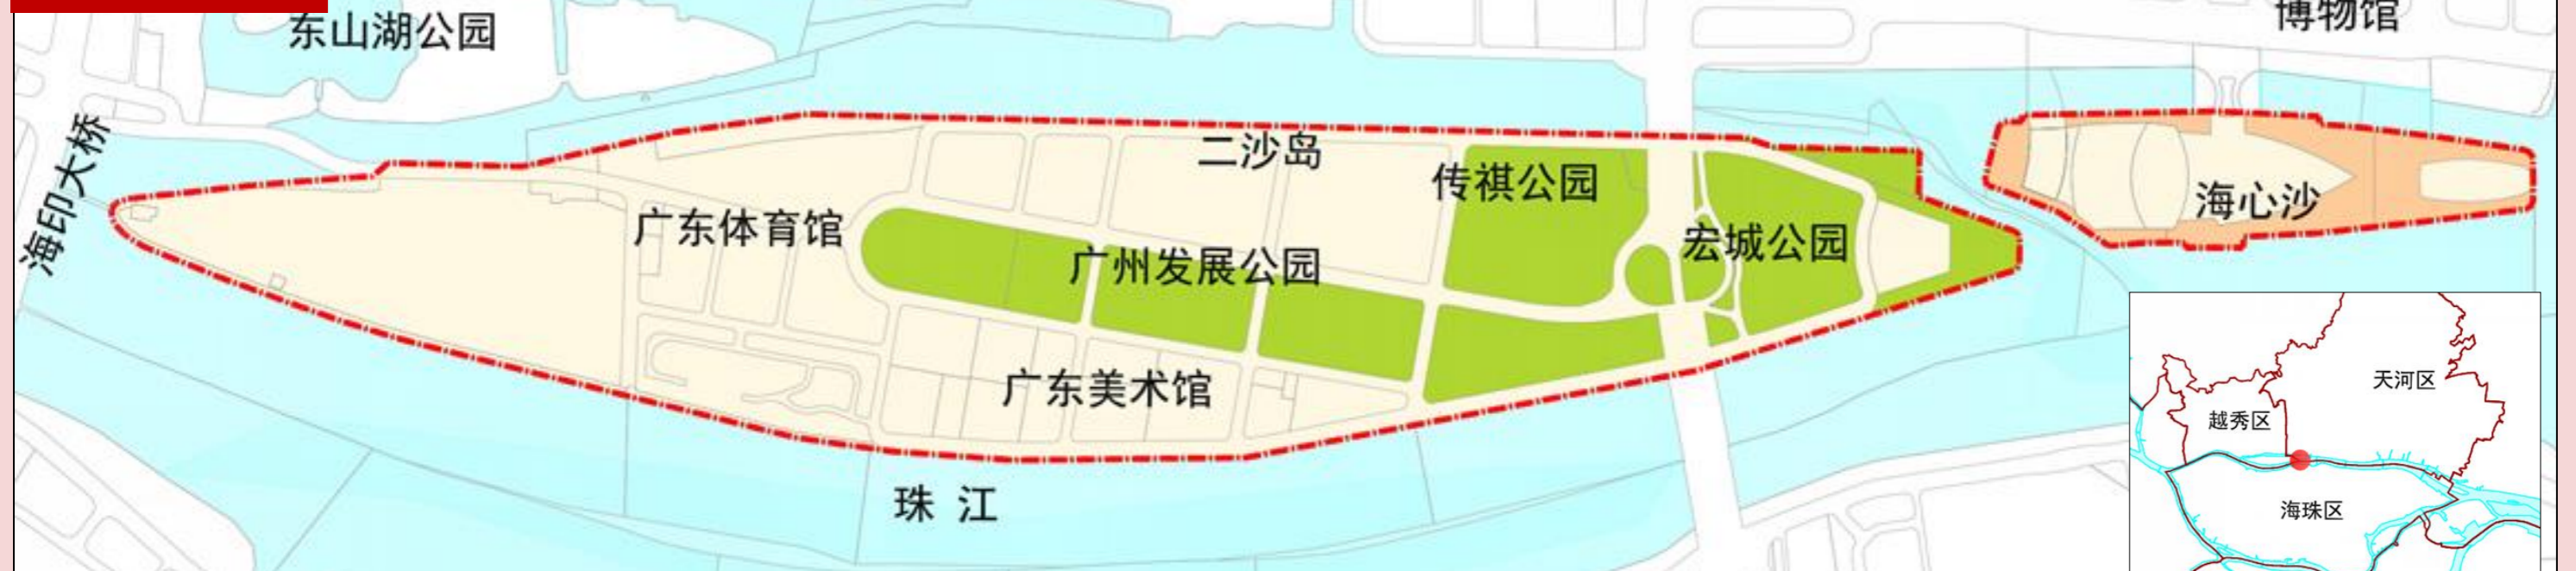 东山湖公园
博物馆
海印大桥
二沙岛
传祺公园
海心沙
广东体育馆
宏城公园
广州发展公园
广东美术馆
珠 江
天河区
越秀区
海珠区